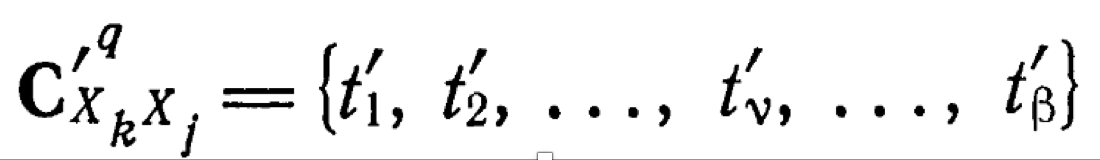 C′^q_{X_k X_j} = {t′_1, t′_2, ..., t′_ν, ..., t′_β}